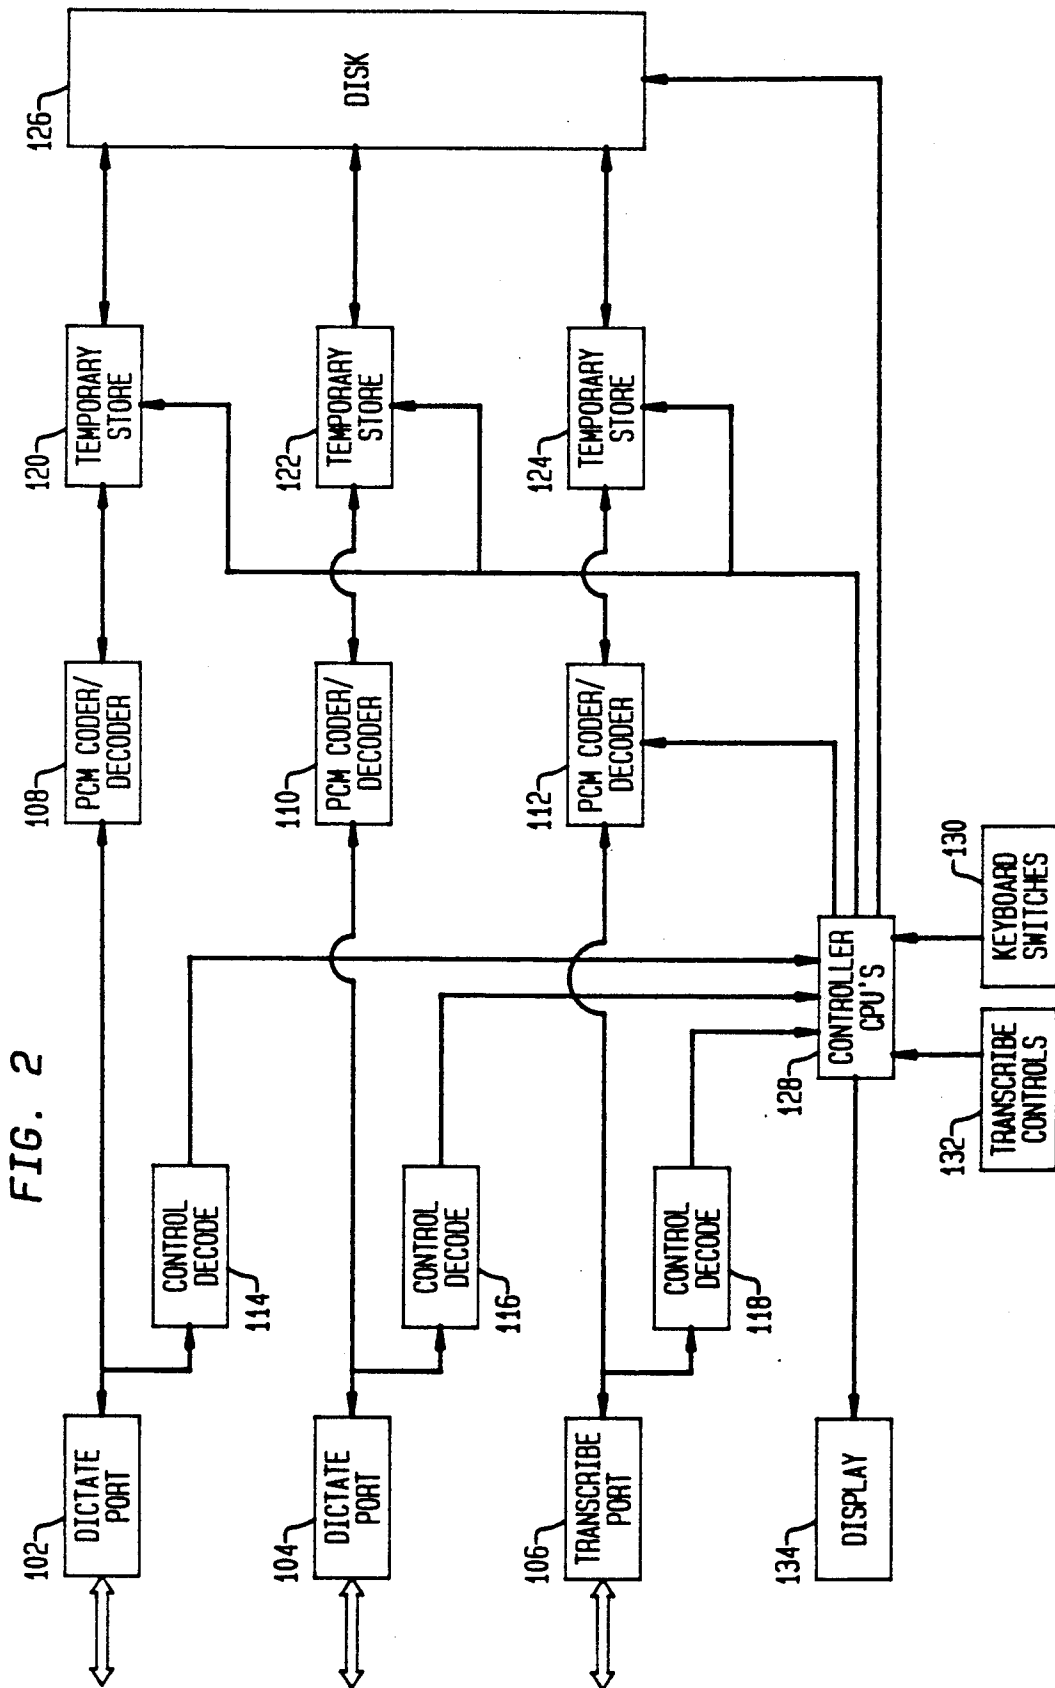 FIG. 2
102
DICTATE
PORT
114
CONTROL
DECODE
108
PCM CODER/
DECODER
120
TEMPORARY
STORE
126
DISK
104
DICTATE
PORT
116
CONTROL
DECODE
110
PCM CODER/
DECODER
122
TEMPORARY
STORE
106
TRANSCRIBE
PORT
118
CONTROL
DECODE
112
PCM CODER/
DECODER
124
TEMPORARY
STORE
134
DISPLAY
128
CONTROLLER
CPU'S
132
TRANSCRIBE
CONTROLS
130
KEYBOARD
SWITCHES